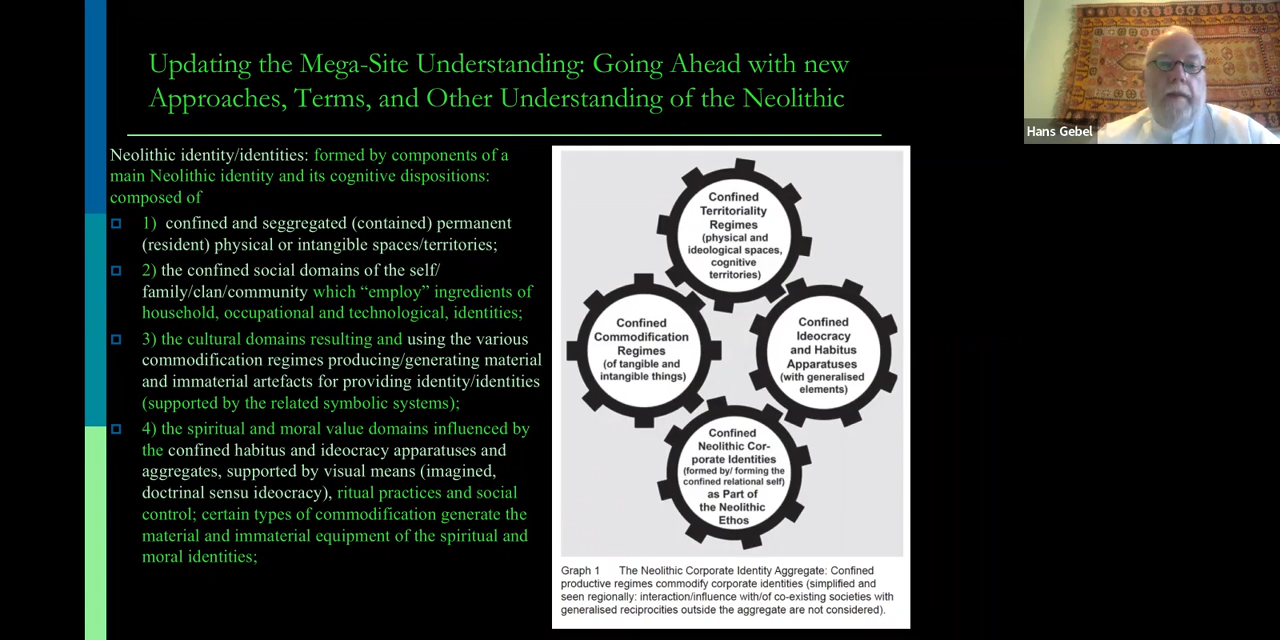 Updating the Mega-Site Understanding: Going Ahead with new
Approaches, Terms, and Other Understanding of the Neolithic
Hans Gebel
Neolithic identity/identities: formed by components of a
main Neolithic identity and its cognitive dispositions:
composed of
1) confined and seggregated (contained) permanent
(resident) physical or intangible spaces/territories;
2) the confined social domains of the self/
family/clan/community which “employ” ingredients of
household, occupational and technological, identities;
3) the cultural domains resulting and using the various
commodification regimes producing/generating material
and immaterial artefacts for providing identity/identities
(supported by the related symbolic systems);
4) the spiritual and moral value domains influenced by
the confined habitus and ideocracy apparatuses and
aggregates, supported by visual means (imagined,
doctrinal sensu ideocracy), ritual practices and social
control; certain types of commodification generate the
material and immaterial equipment of the spiritual and
moral identities;
Confined
Territoriality
Regimes
(physical and
ideological spaces,
cognitive
territories)
Confined
Commodification
Regimes
(of tangible and
intangible things)
Confined
Ideocracy
and Habitus
Apparatuses
(with generalised
elements)
Confined
Neolithic Cor-
porate Identities
(formed by/ forming the
confined relational self)
as Part of
the Neolithic
Ethos
Graph 1 The Neolithic Corporate Identity Aggregate: Confined
productive regimes commodify corporate identities (simplified and
seen regionally: interaction/influence with/of co-existing societies with
generalised reciprocities outside the aggregate are not considered).